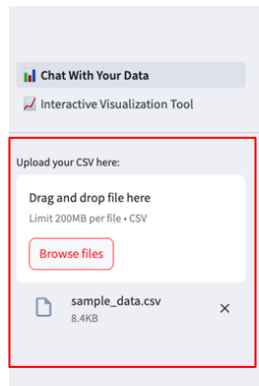 Chat With Your Data
Interactive Visualization Tool
Upload your CSV here:
Drag and drop file here
Limit 200MB per file • CSV
Browse files
sample_data.csv
8.4KB